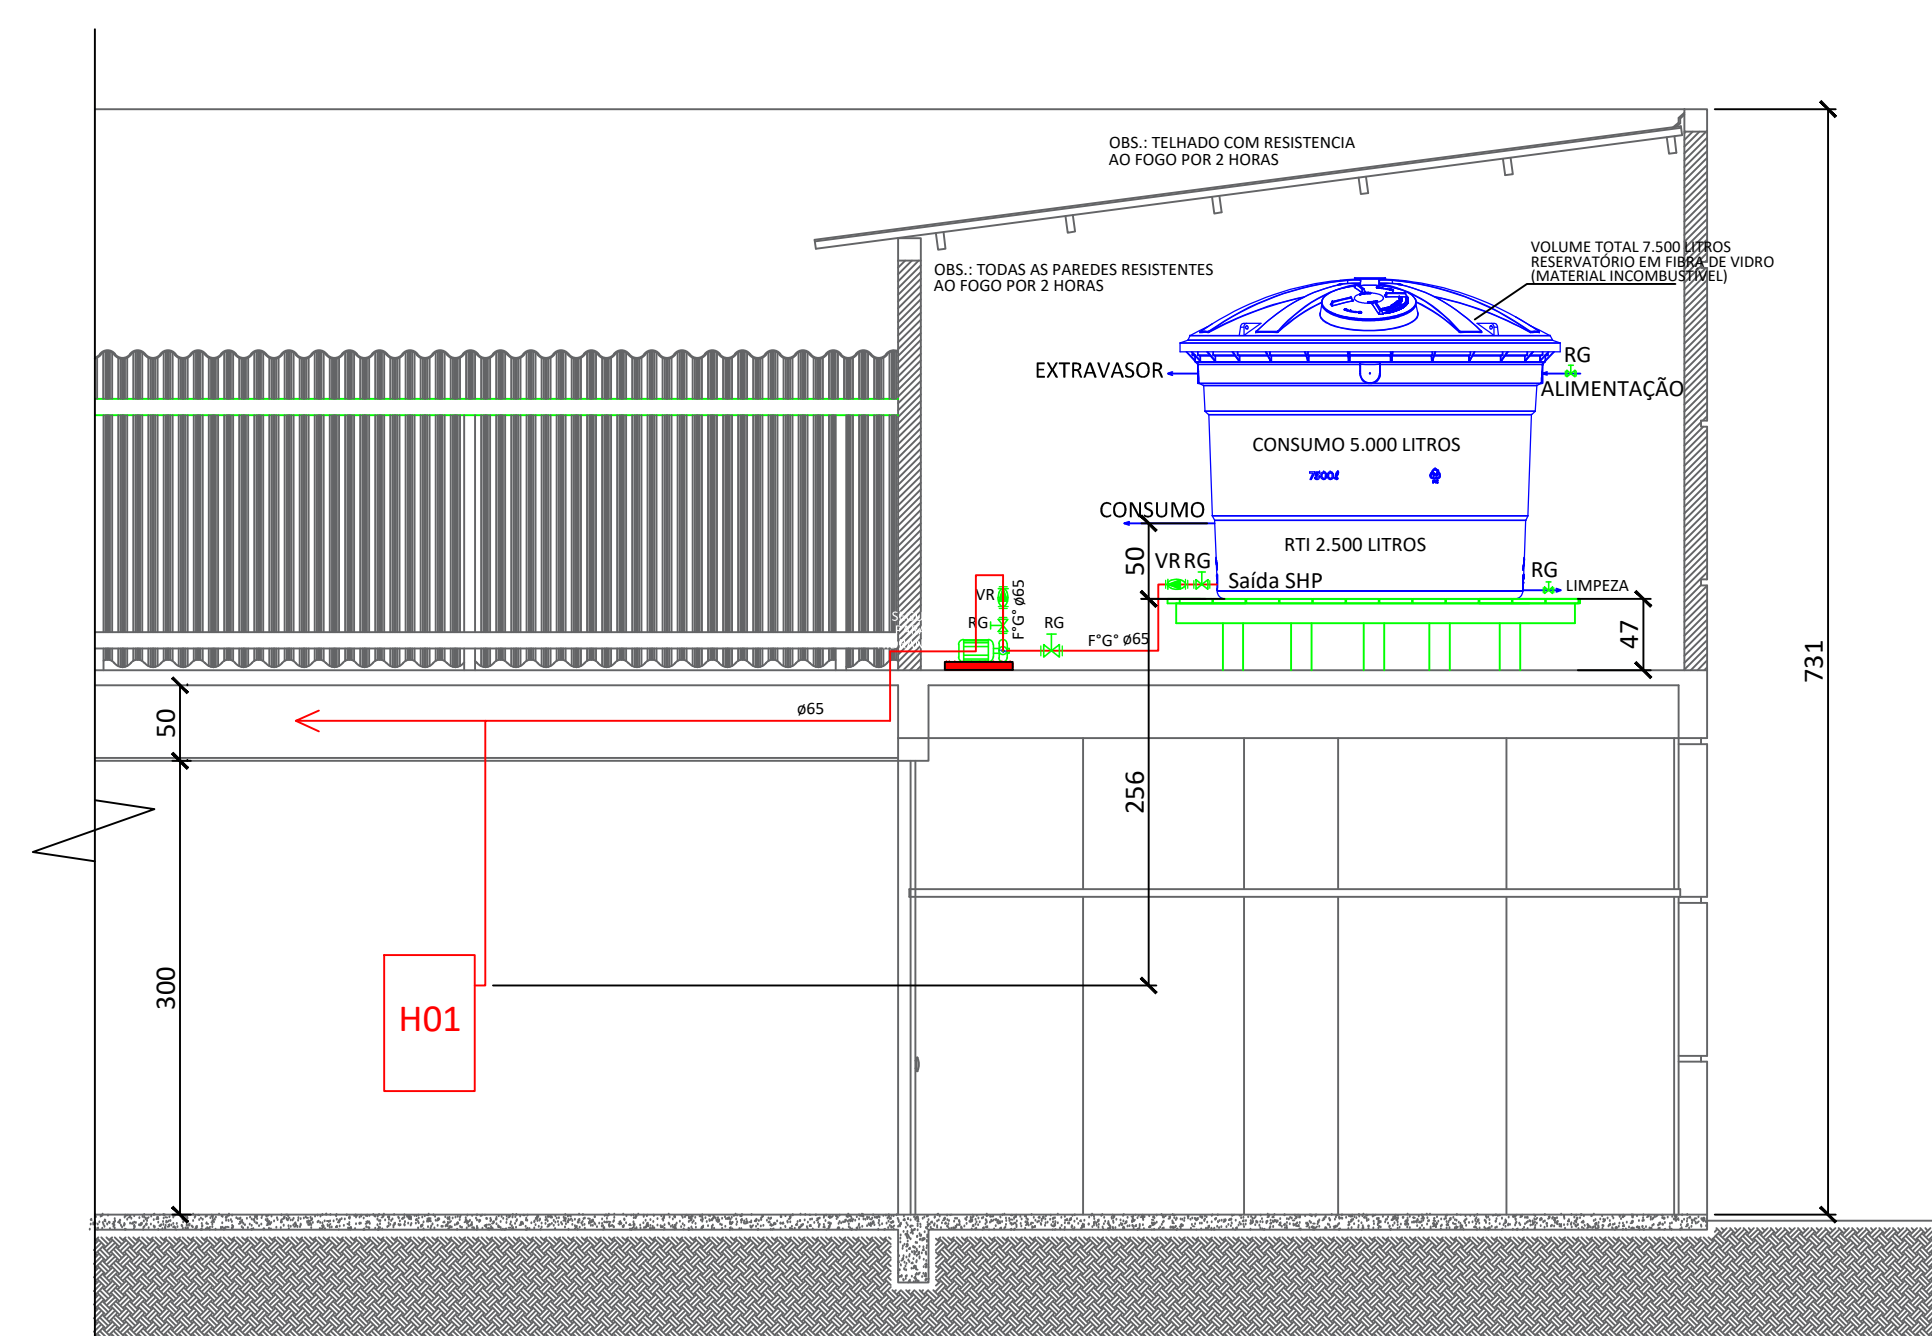 OBS.: TELHADO COM RESISTENCIA
AO FOGO POR 2 HORAS
VOLUME TOTAL 7.500 LITROS
RESERVATÓRIO EM FIBRA DE VIDRO
(MATERIAL INCOMBUSTÍVEL)
OBS.: TODAS AS PAREDES RESISTENTES
AO FOGO POR 2 HORAS
EXTRAVASOR
RG
ALIMENTAÇÃO
CONSUMO 5.000 LITROS
7500ℓ
CONSUMO
RTI 2.500 LITROS
50
VR RG
Saída SHP
RG
LIMPEZA
VR
F°G° ø65
RG
RG
F°G° ø65
47
731
50
ø65
256
300
H01